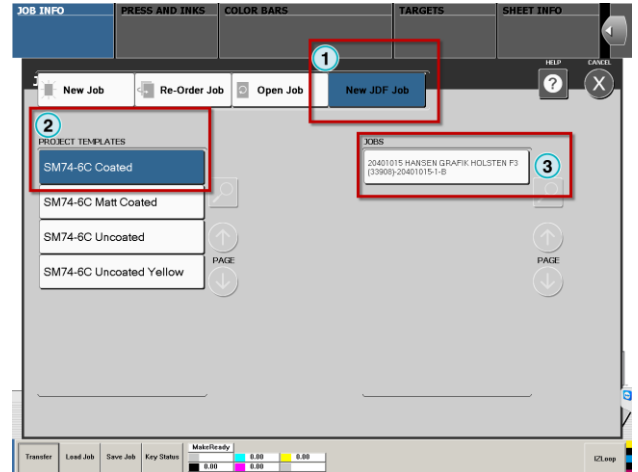 JOB INFO
PRESS AND INKS
COLOR BARS
TARGETS
SHEET INFO
1
HELP
CANCEL
New Job
Re-Order Job
Open Job
New JDF Job
?
X
2
PROJECT TEMPLATES
JOBS
SM74-6C Coated
20401015 HANSEN GRAFIK HOLSTEN F3
(33908)-20401015-1-B
3
SM74-6C Matt Coated
SM74-6C Uncoated
SM74-6C Uncoated Yellow
PAGE
PAGE
Transfer
Load Job
Save Job
Key Status
MakeReady
0.00
0.00
0.00
0.00
IZLoop